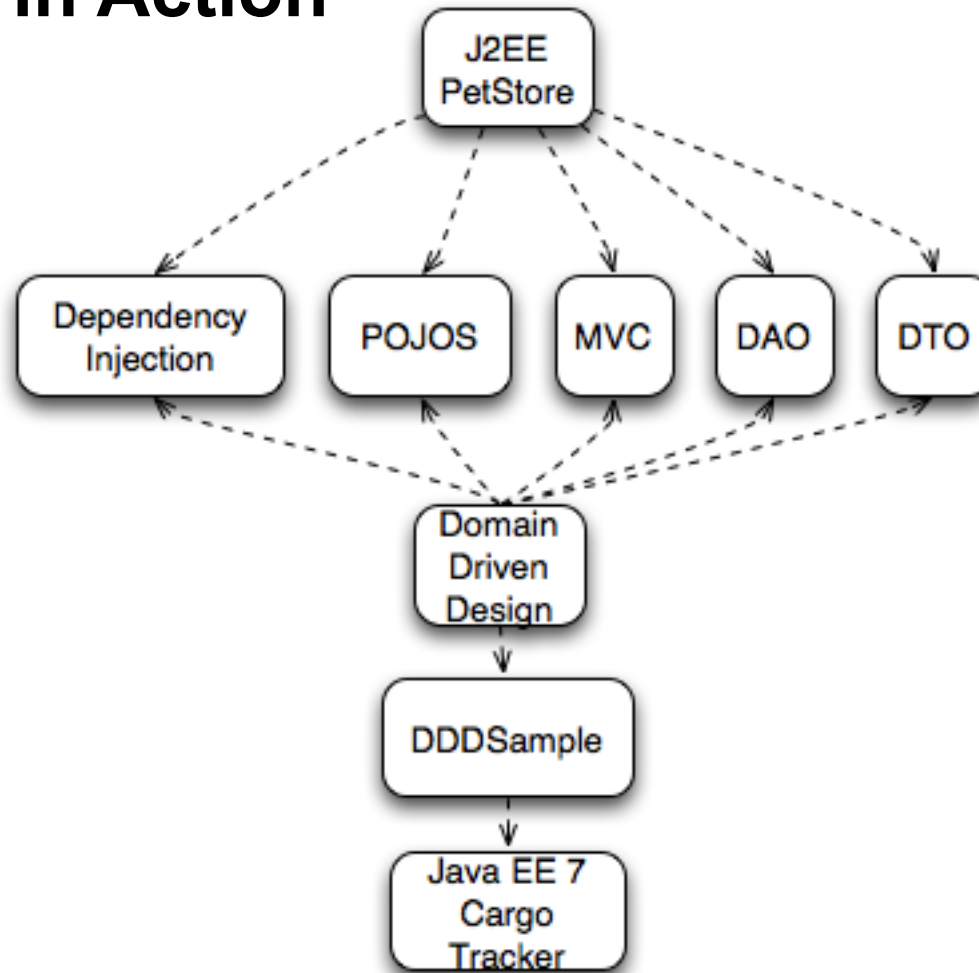 in Action
J2EE
PetStore
Dependency
Injection
POJOS
MVC
DAO
DTO
Domain
Driven
Design
DDDSample
Java EE 7
Cargo
Tracker